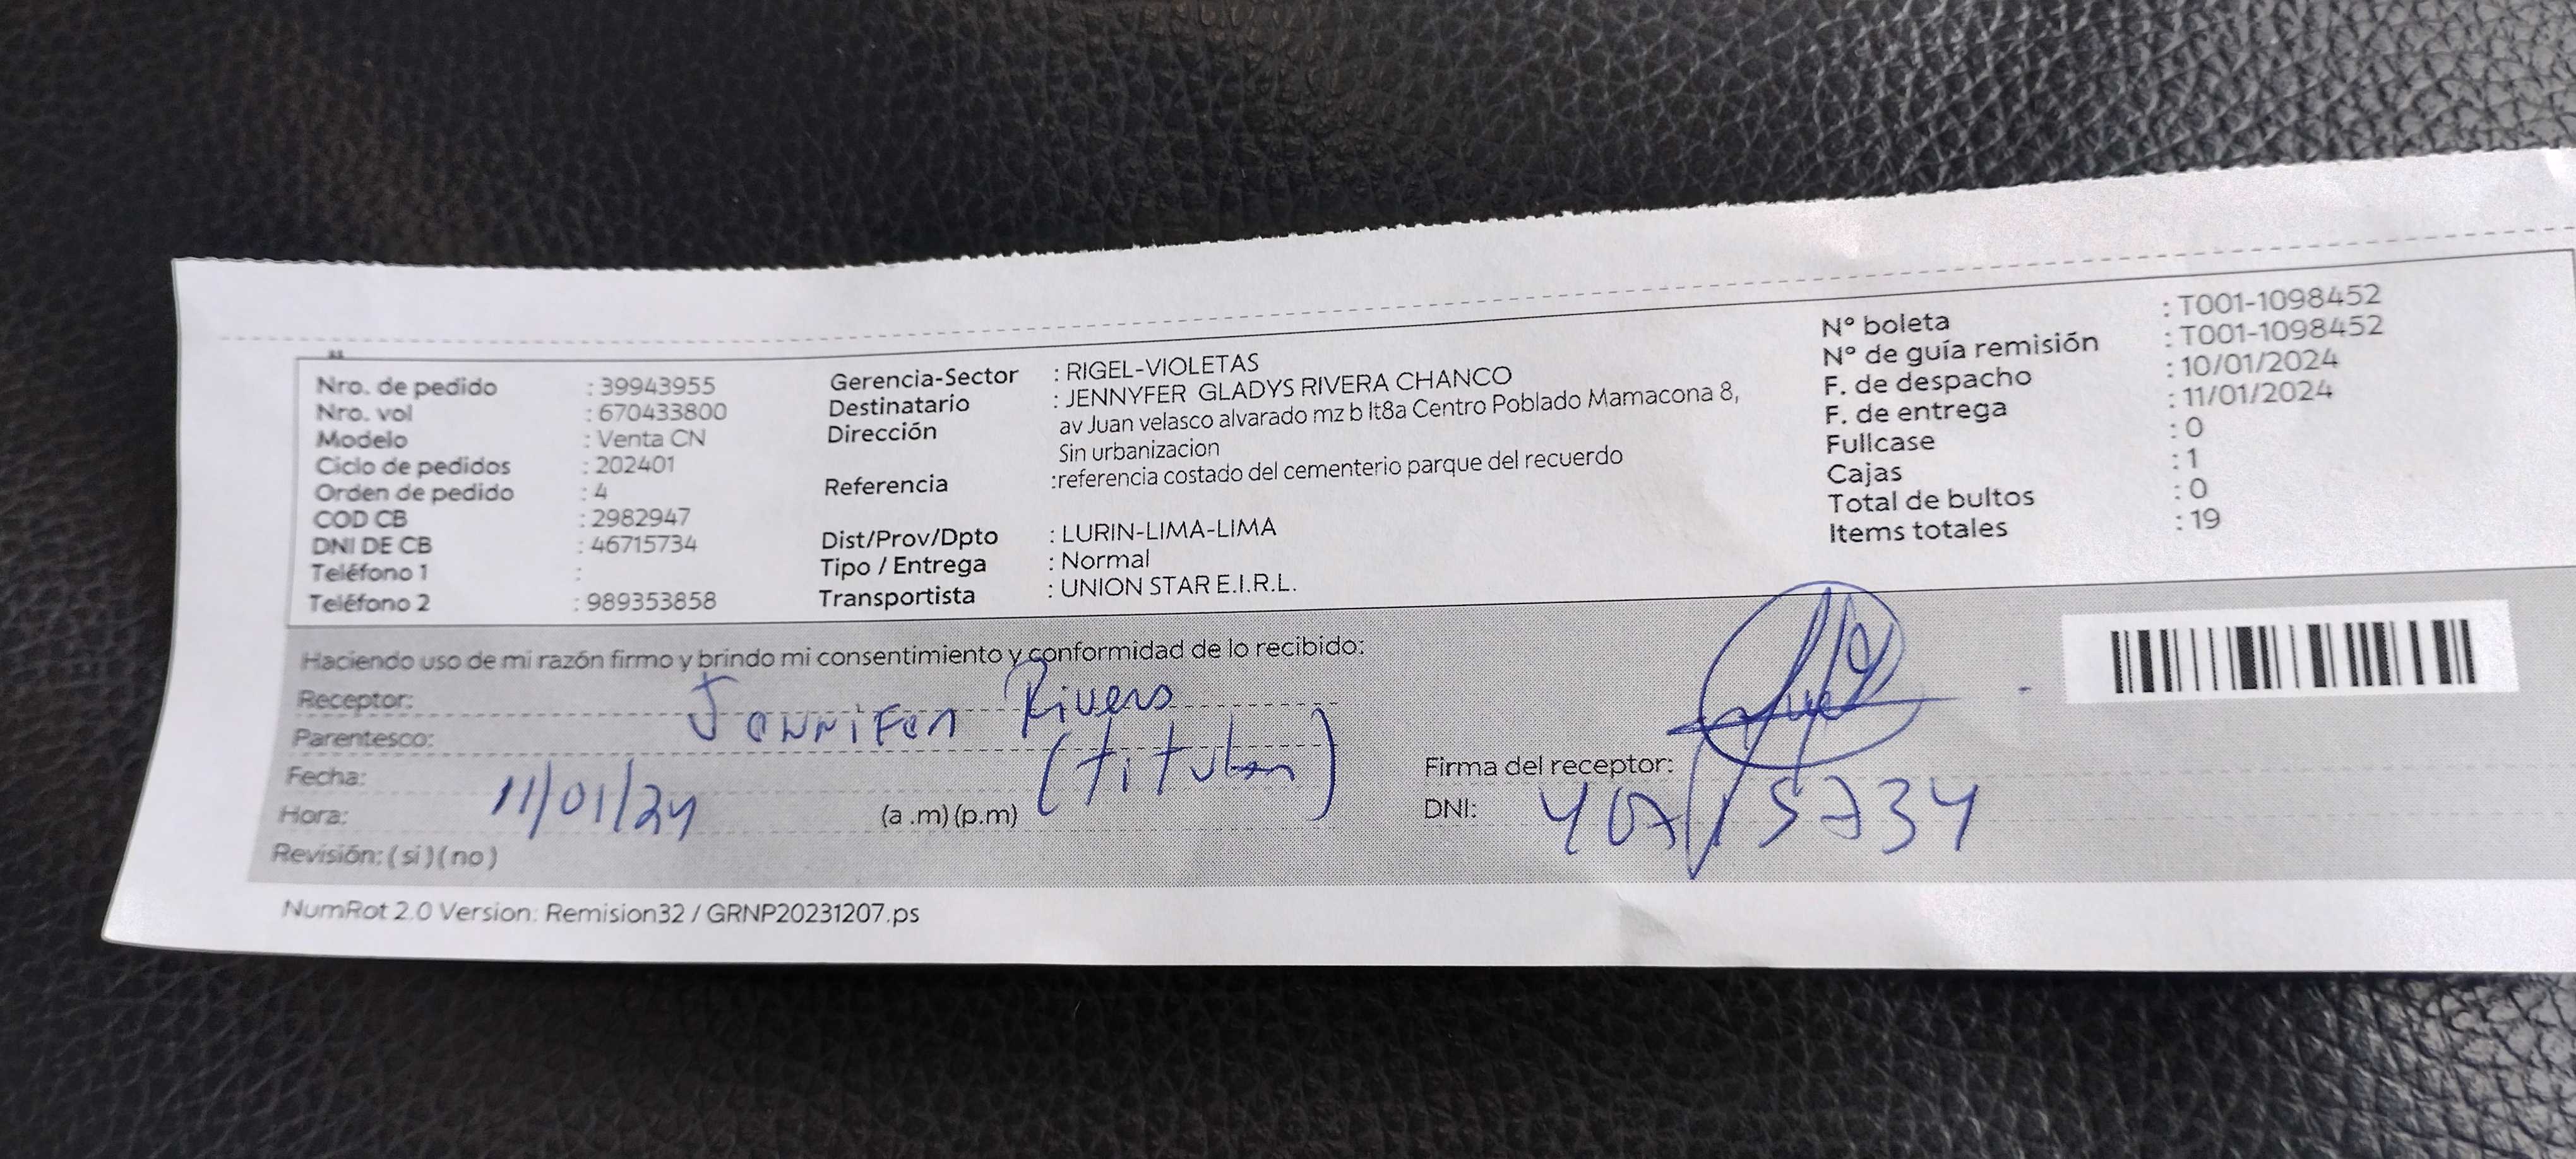 Nro. de pedido : 39943955
Nro. vol : 670433800
Modelo : Venta CN
Ciclo de pedidos : 202401
Orden de pedido : 4
COD CB : 2982947
DNI DE CB : 46715734
Teléfono 1 :
Teléfono 2 : 989353858
Gerencia-Sector : RIGEL-VIOLETAS
Destinatario : JENNYFER GLADYS RIVERA CHANCO
Dirección av Juan velasco alvarado mz b lt8a Centro Poblado Mamacona 8,
Sin urbanizacion
Referencia :referencia costado del cementerio parque del recuerdo
Dist/Prov/Dpto : LURIN-LIMA-LIMA
Tipo / Entrega : Normal
Transportista : UNION STAR E.I.R.L.
N° boleta : T001-1098452
N° de guía remisión : T001-1098452
F. de despacho : 10/01/2024
F. de entrega : 11/01/2024
Fullcase : 0
Cajas : 1
Total de bultos : 0
Items totales : 19
Haciendo uso de mi razón firmo y brindo mi consentimiento y conformidad de lo recibido:
Receptor: Jennifer Rivera
Parentesco: (titular)
Fecha: 11/01/24
Hora: (a .m) (p.m)
Revisión: ( si ) ( no )
Firma del receptor:
DNI:
NumRot 2.0 Version: Remision32 / GRNP20231207.ps